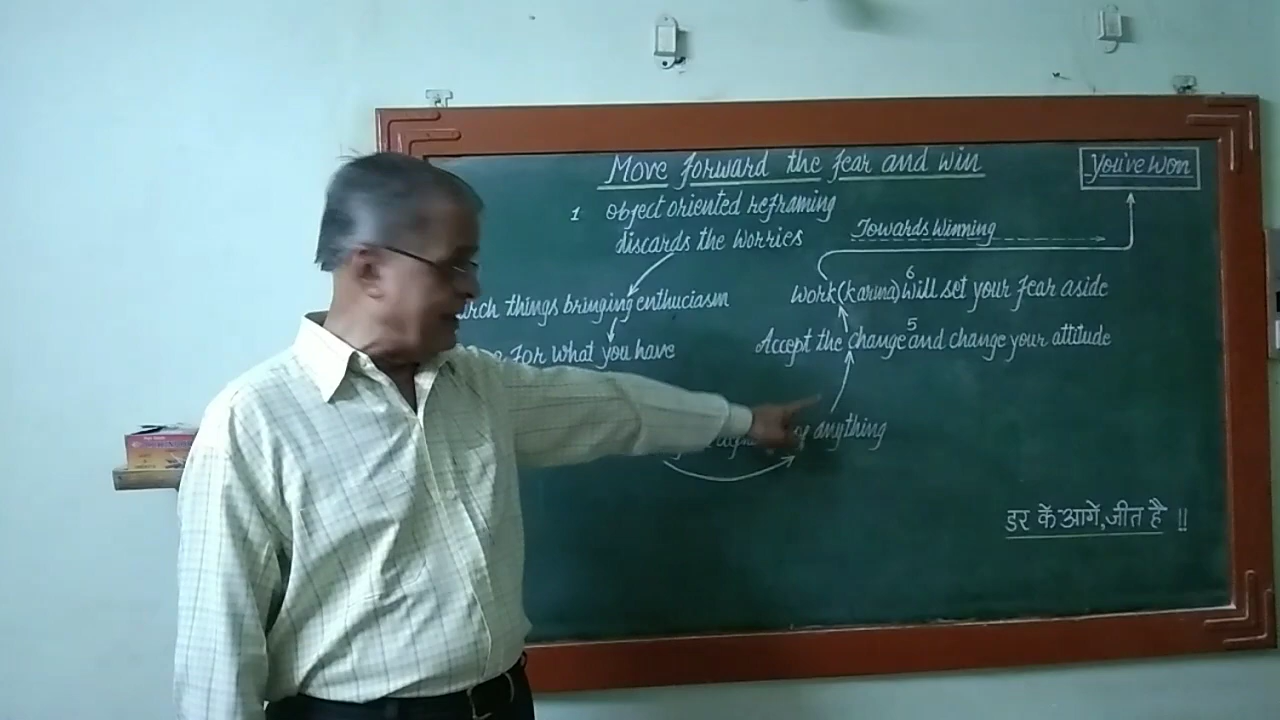 Move forward the fear and win
You've won
1 object oriented reframing
discards the worries
Towards winning
things bringing enthuciasm
Work (karma) 6 will set your fear aside
For what you have
Accept the change 5 and change your attitude
anything
डर के आगे, जीत है !!